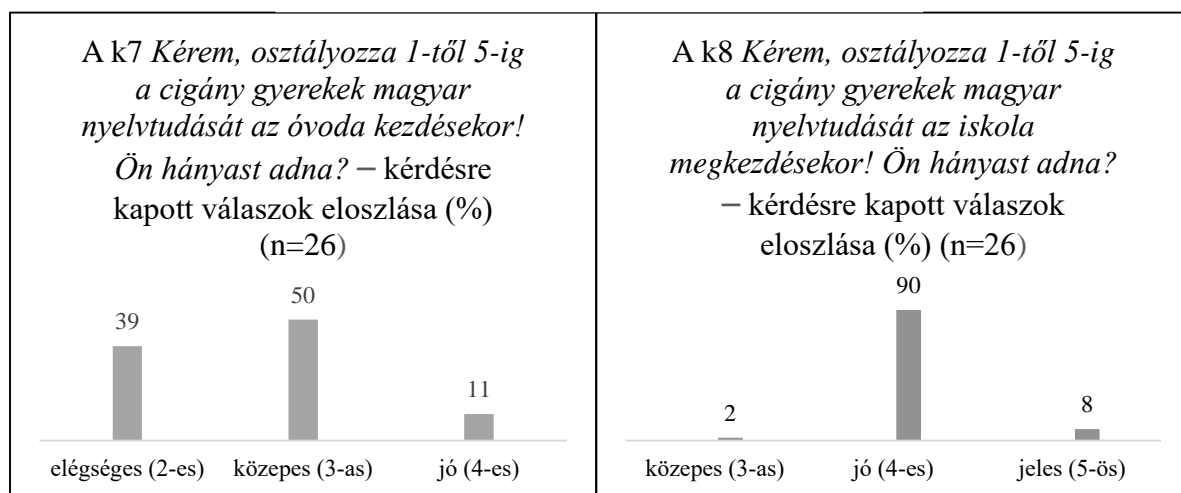 A k7 Kérem, osztályozza 1-től 5-ig
a cigány gyerekek magyar
nyelvtudását az óvoda kezdésekor!
Ön hányast adna? – kérdésre
kapott válaszok eloszlása (%)
(n=26)
39
50
11
elégséges (2-es)
közepes (3-as)
jó (4-es)
A k8 Kérem, osztályozza 1-től 5-ig
a cigány gyerekek magyar
nyelvtudását az iskola
megkezdésekor! Ön hányast adna?
– kérdésre kapott válaszok
eloszlása (%) (n=26)
2
90
8
közepes (3-as)
jó (4-es)
jeles (5-ös)